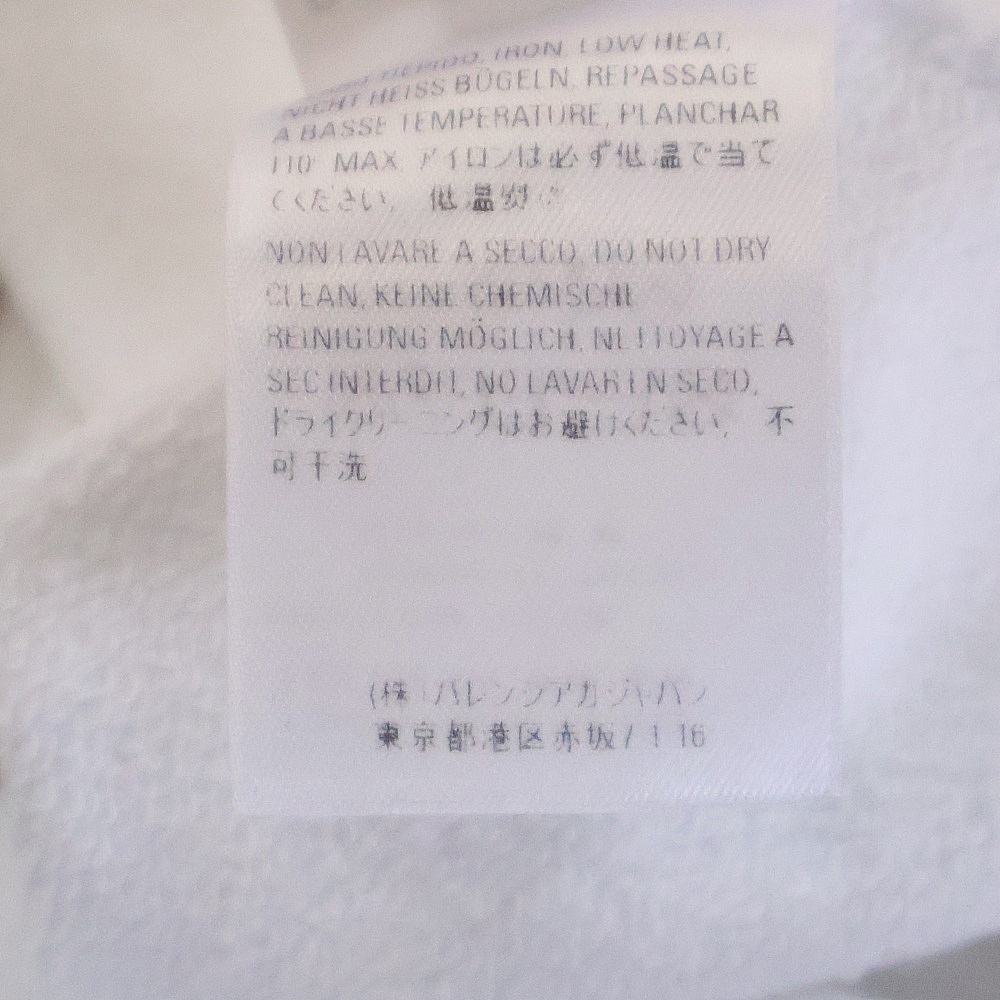 TIEPIDO, IRON LOW HEAT,
NICHT HEISS BÜGELN, REPASSAGE
A BASSE TEMPERATURE, PLANCHAR
110° MAX, アイロンは必ず低温で当て
てください, 低温熨
NON LAVARE A SECCO, DO NOT DRY
CLEAN, KEINE CHEMISCHE
REINIGUNG MÖGLICH, NETTOYAGE A
SEC INTERDIT, NO LAVAR EN SECO,
ドライクリーニングはお避けください, 不
可干洗
(株)バレンシアガジャパン
東京都港区赤坂7-1-16